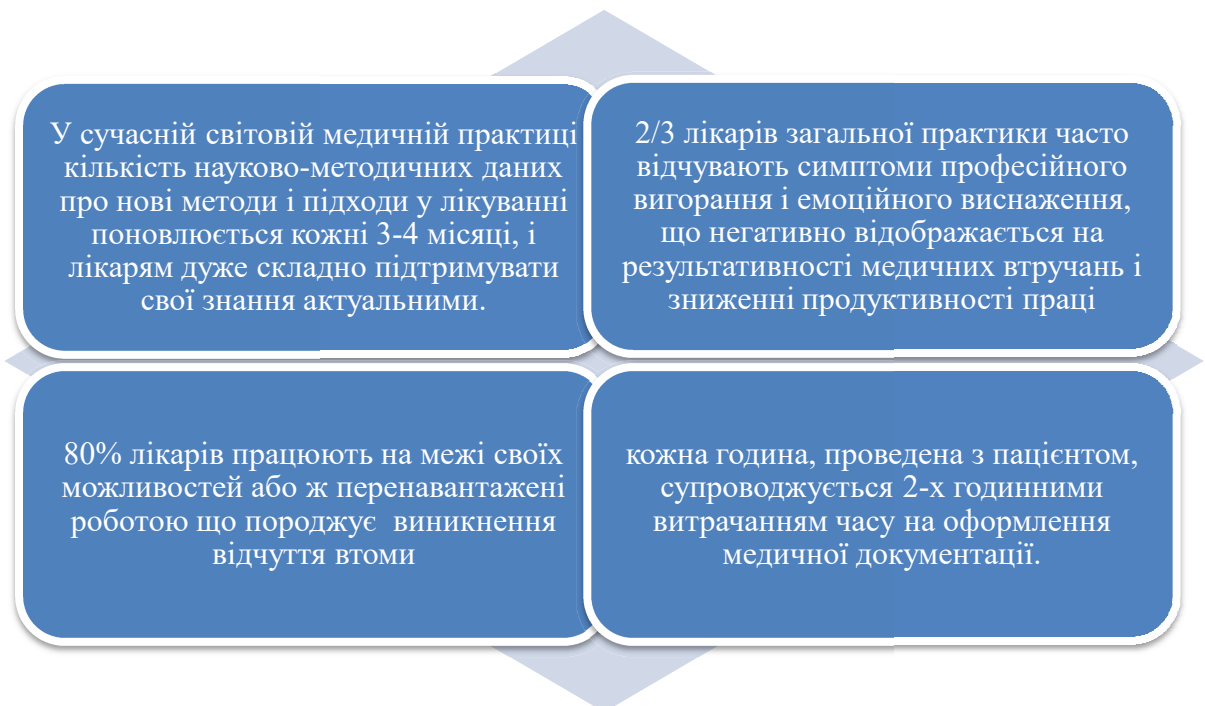 У сучасній світовій медичній практиці
кількість науково-методичних даних
про нові методи і підходи у лікуванні
поновлюється кожні 3-4 місяці, і
лікарям дуже складно підтримувати
свої знання актуальними.
2/3 лікарів загальної практики часто
відчувають симптоми професійного
вигорання і емоційного виснаження,
що негативно відображається на
результативності медичних втручань і
зниженні продуктивності праці
80% лікарів працюють на межі своїх
можливостей або ж перенавантажені
роботою що породжує виникнення
відчуття втоми
кожна година, проведена з пацієнтом,
супроводжується 2-х годинними
витрачанням часу на оформлення
медичної документації.